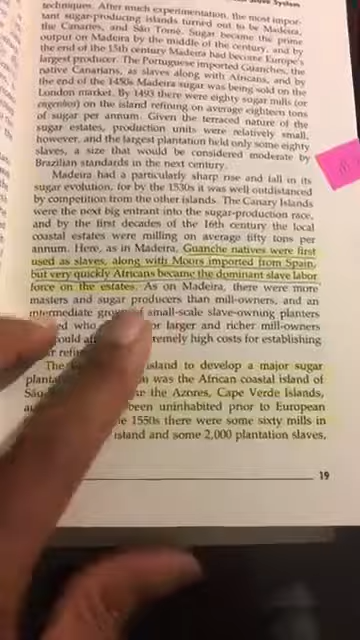 System
techniques. After much experimentation, the most impor-
tant sugar-producing islands turned out to be Madeira,
the Canaries, and São Tomé. Sugar became the prime
output on Madeira by the middle of the century, and by
the end of the 15th century Madeira had become Europe's
largest producer. The Portuguese imported Guanches, the
native Canarians, as slaves along with Africans, and by
the end of the 1450s Madeira sugar was being sold on the
London market. By 1493 there were eighty sugar mills (or
engenhos) on the island refining on average eighteen tons
of sugar per annum. Given the terraced nature of the
sugar estates, production units were relatively small,
however, and the largest plantation held only some eighty
slaves, a size that would be considered moderate by
Brazilian standards in the next century.
Madeira had a particularly sharp rise and fall in its
sugar evolution, for by the 1530s it was well outdistanced
by competition from the other islands. The Canary Islands
were the next big entrant into the sugar-production race,
and by the first decades of the 16th century the local
coastal estates were milling on average fifty tons per
annum. Here, as in Madeira, Guanche natives were first
used as slaves, along with Moors imported from Spain,
but very quickly Africans became the dominant slave labor
force on the estates. As on Madeira, there were more
masters and sugar producers than mill-owners, and an
intermediate of small-scale slave-owning planters
who larger and richer mill-owners
extremely high costs for establishing
The island to develop a major sugar
was the African coastal island of
the Azores, Cape Verde Islands,
been uninhabited prior to European
1550s there were some sixty mills in
island and some 2,000 plantation slaves,
19